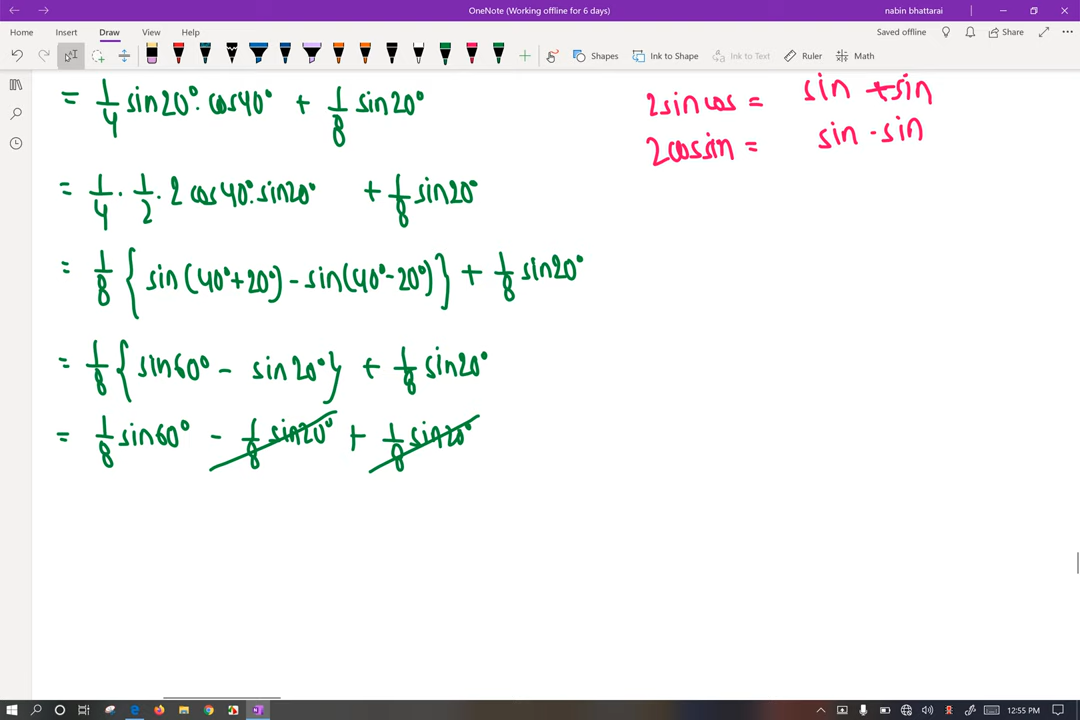 OneNote (Working offline for 6 days)
nabin bhattarai
Home Insert Draw View Help
Saved offline Share
Shapes Ink to Shape Ink to Text Ruler Math
= 1/4 sin20°.cos40° + 1/8 sin20°
2sincos = sin + sin
2cossin = sin - sin
= 1/4 . 1/2 . 2 cos40°.sin20° + 1/8 sin20°
= 1/8 { sin(40°+20°) - sin(40°-20°)} + 1/8 sin20°
= 1/8 { sin60° - sin20°} + 1/8 sin20°
= 1/8 sin60° - 1/8 sin20° + 1/8 sin20°
12:55 PM